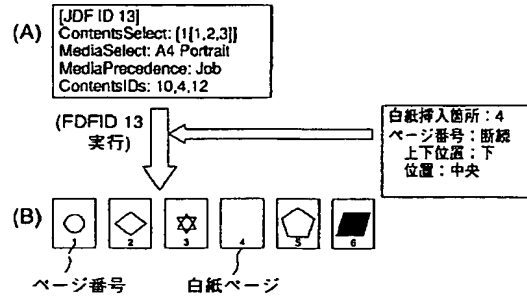 (A)
[JDF ID 13]
ContentsSelect: [1[1,2,3]]
MediaSelect: A4 Portrait
MediaPrecedence: Job
ContentsIDs: 10,4,12
(FDFID 13
実行)
白紙挿入箇所:4
ページ番号:断続
上下位置:下
位置:中央
(B)
1 2 3 4 5 6
ページ番号 白紙ページ